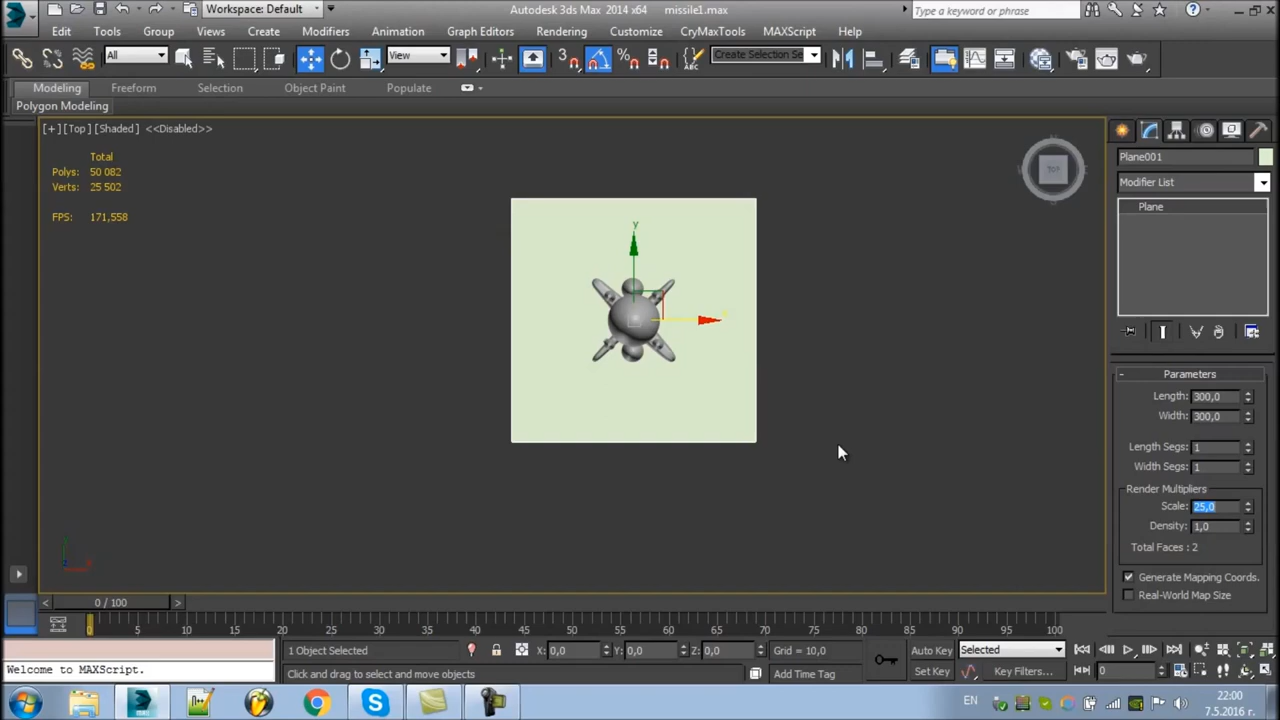 Workspace: Default
Autodesk 3ds Max 2014 x64 missile1.max
Type a keyword or phrase
Edit Tools Group Views Create Modifiers Animation Graph Editors Rendering Customize CryMaxTools MAXScript Help
All View Create Selection Se
Modeling Freeform Selection Object Paint Populate
Polygon Modeling
[+][Top][Shaded] <<Disabled>>
Total
Polys: 50 082
Verts: 25 502
FPS: 171,558
TOP
y
Plane001
Modifier List
Plane
- Parameters
Length: 300,0
Width: 300,0
Length Segs: 1
Width Segs: 1
Render Multipliers
Scale: 25,0
Density: 1,0
Total Faces : 2
Generate Mapping Coords.
Real-World Map Size
0 / 100
0 5 10 15 20 25 30 35 40 45 50 55 60 65 70 75 80 85 90 95 100
1 Object Selected X: 0,0 Y: 0,0 Z: 0,0 Grid = 10,0 Auto Key Selected
Welcome to MAXScript. Click and drag to select and move objects Add Time Tag Set Key Key Filters... 0
EN 22:00
7.5.2016 г.